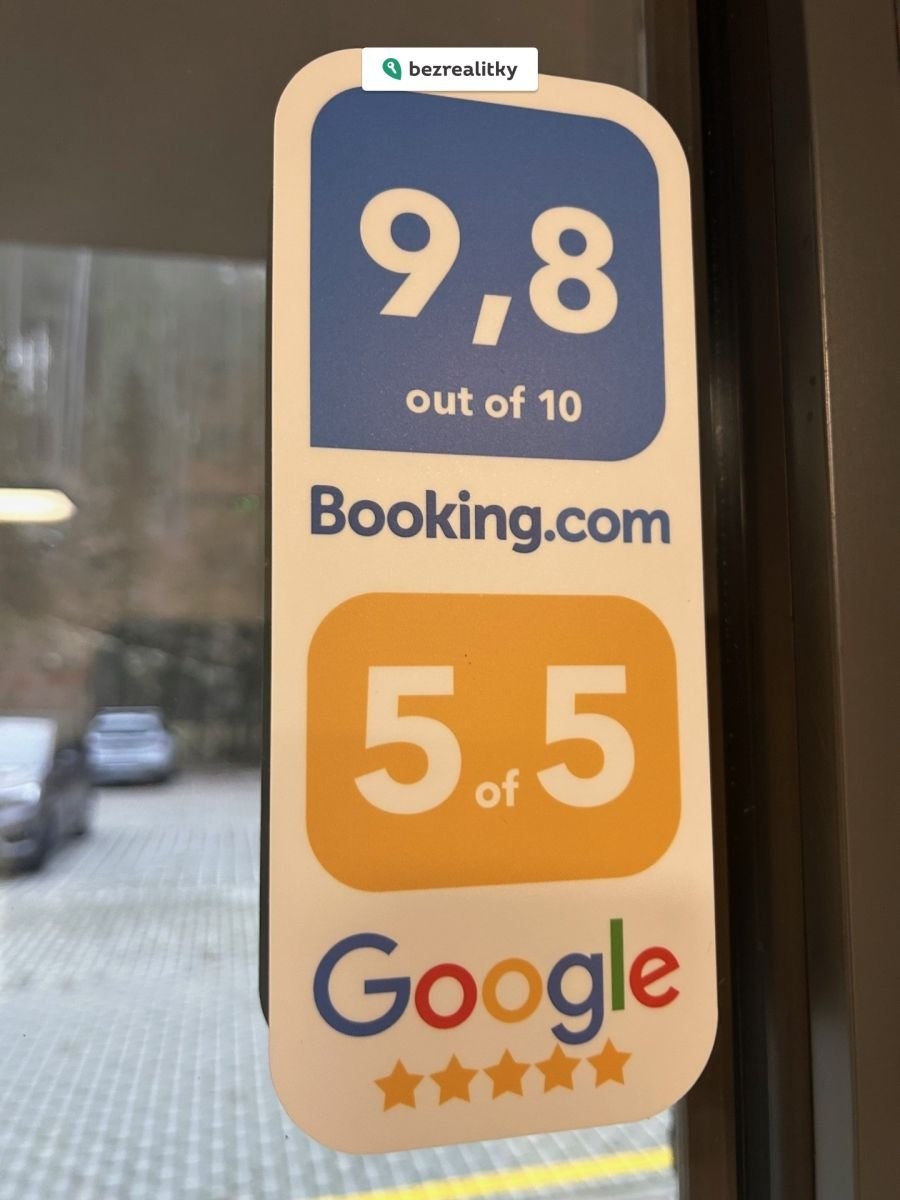 bezrealitky
9,8
out of 10
Booking.com
5 of 5
Google